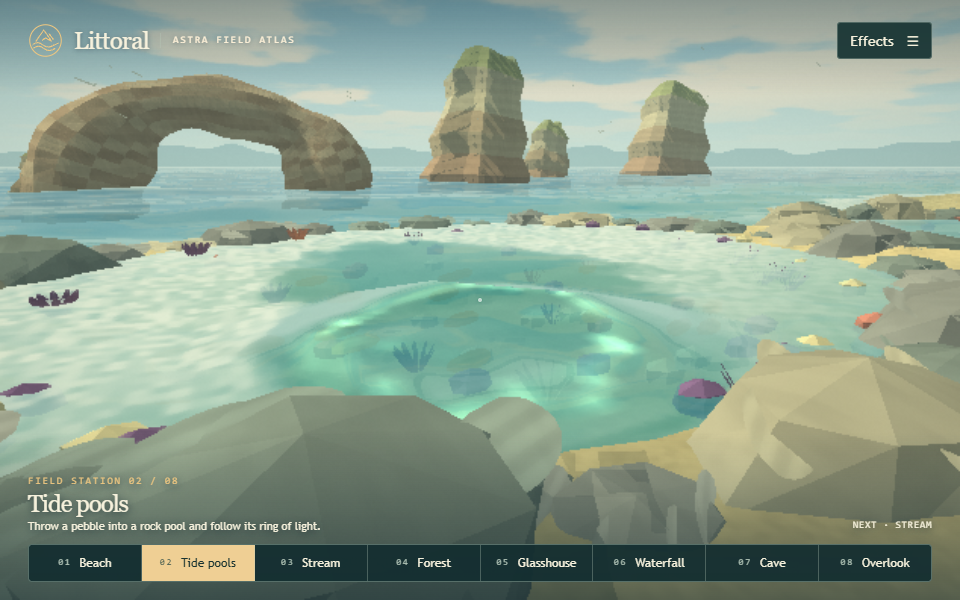 Littoral
ASTRA FIELD ATLAS
Effects
FIELD STATION 02 / 08
Tide pools
Throw a pebble into a rock pool and follow its ring of light.
NEXT · STREAM
01 Beach
02 Tide pools
03 Stream
04 Forest
05 Glasshouse
06 Waterfall
07 Cave
08 Overlook